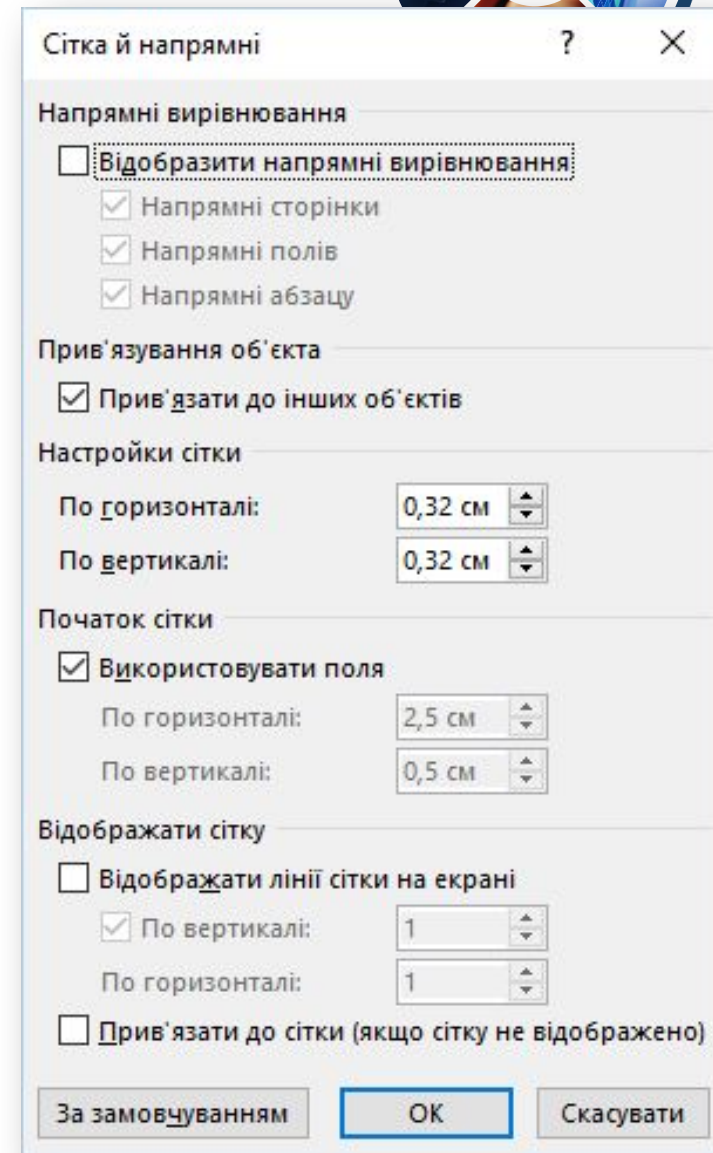 Сітка й напрямні ?
Напрямні вирівнювання
Відобразити напрямні вирівнювання
Напрямні сторінки
Напрямні полів
Напрямні абзацу
Прив'язування об'єкта
Прив'язати до інших об'єктів
Настройки сітки
По горизонталі: 0,32 см
По вертикалі: 0,32 см
Початок сітки
Використовувати поля
По горизонталі: 2,5 см
По вертикалі: 0,5 см
Відображати сітку
Відображати лінії сітки на екрані
По вертикалі: 1
По горизонталі: 1
Прив'язати до сітки (якщо сітку не відображено)
За замовчуванням ОК Скасувати